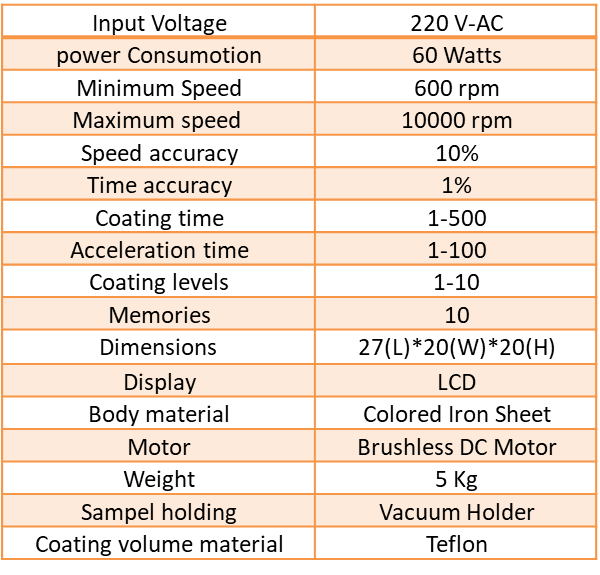 Input Voltage 220 V-AC
power Consumotion 60 Watts
Minimum Speed 600 rpm
Maximum speed 10000 rpm
Speed accuracy 10%
Time accuracy 1%
Coating time 1-500
Acceleration time 1-100
Coating levels 1-10
Memories 10
Dimensions 27(L)*20(W)*20(H)
Display LCD
Body material Colored Iron Sheet
Motor Brushless DC Motor
Weight 5 Kg
Sampel holding Vacuum Holder
Coating volume material Teflon